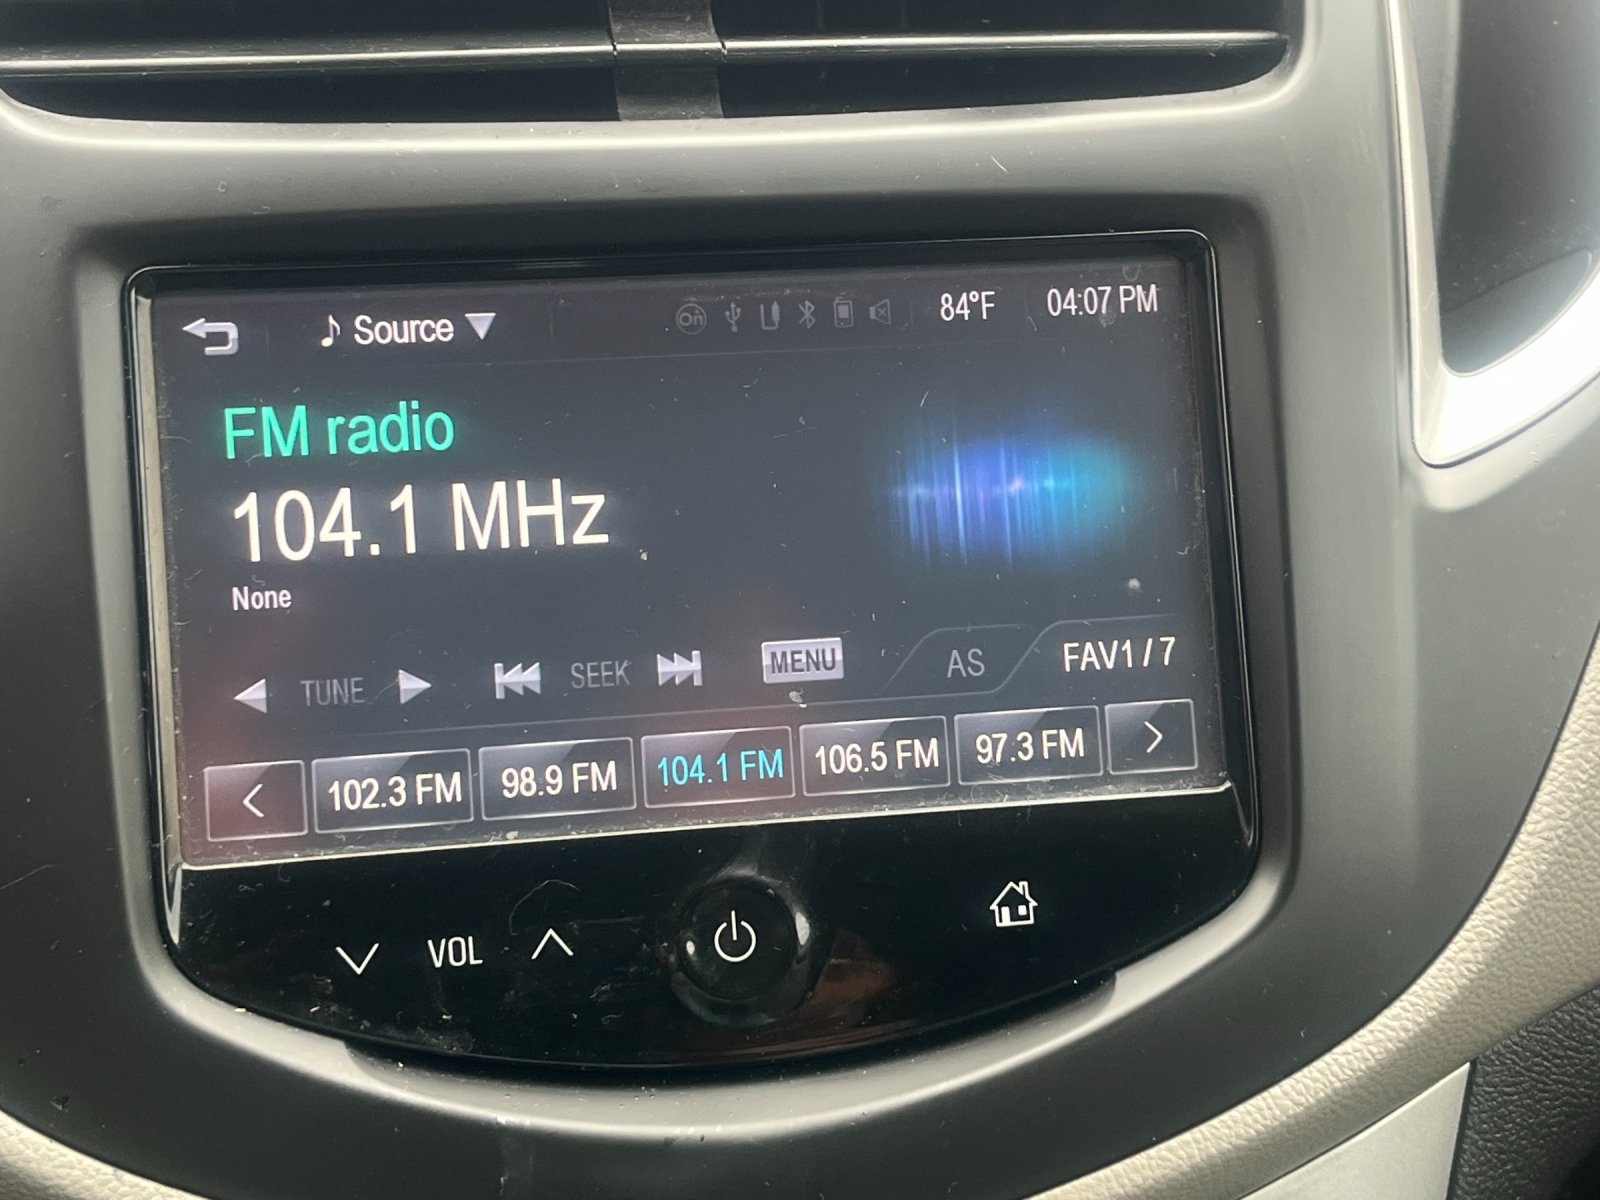 Source 84°F 04:07 PM
FM radio
104.1 MHz
None
TUNE SEEK MENU AS FAV1 / 7
102.3 FM 98.9 FM 104.1 FM 106.5 FM 97.3 FM
VOL